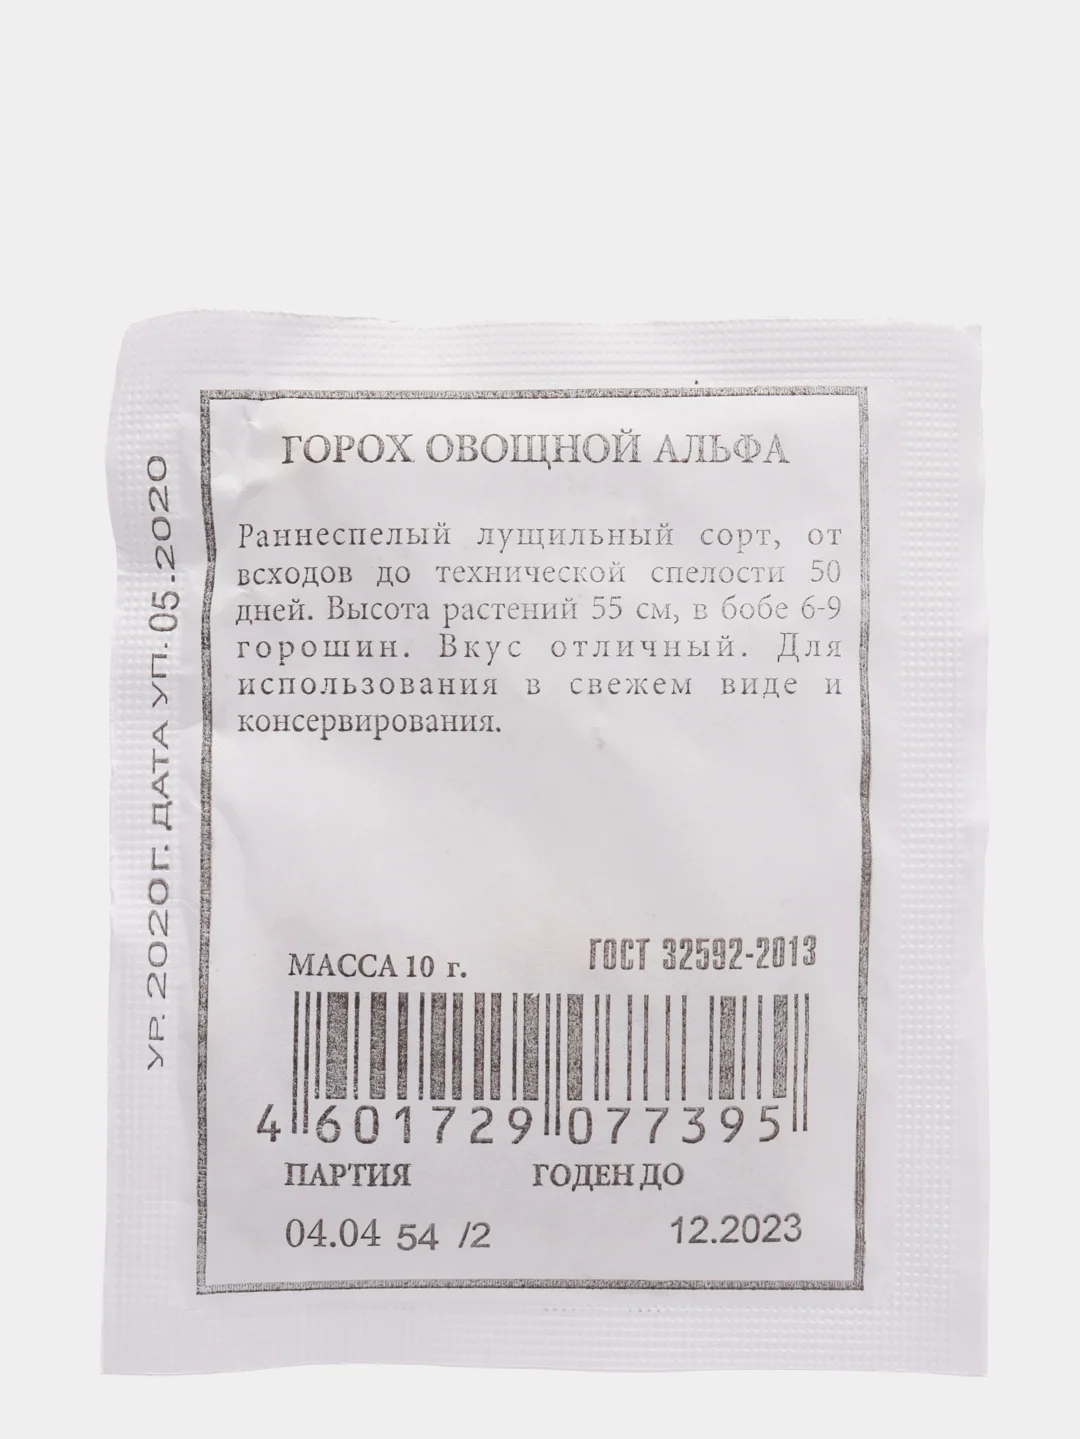 ГОРОХ ОВОЩНОЙ АЛЬФА
Раннеспелый лущильный сорт, от
всходов до технической спелости 50
дней. Высота растений 55 см, в бобе 6-9
горошин. Вкус отличный. Для
использования в свежем виде и
консервирования.
УР. 2020г. ДАТА УП. 05.2020
МАССА 10 г.
ГОСТ 32592-2013
4 601729 077395
ПАРТИЯ
ГОДЕН ДО
04.04 54 /2
12.2023